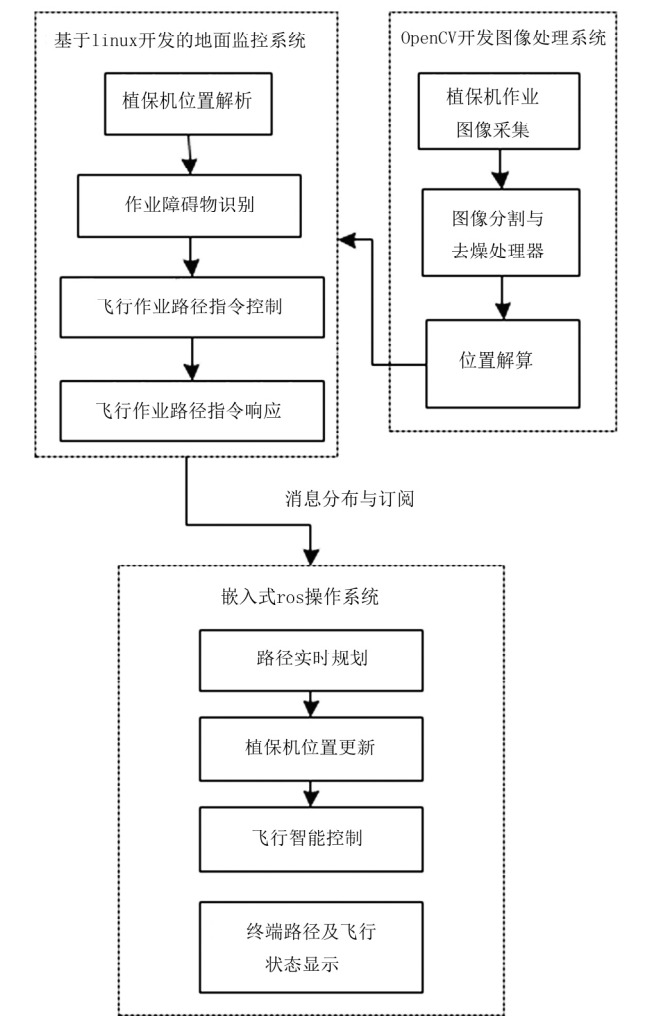 基于linux开发的地面监控系统
植保机位置解析
作业障碍物识别
飞行作业路径指令控制
飞行作业路径指令响应
OpenCV开发图像处理系统
植保机作业
图像采集
图像分割与
去燥处理器
位置解算
消息分布与订阅
嵌入式ros操作系统
路径实时规划
植保机位置更新
飞行智能控制
终端路径及飞行
状态显示